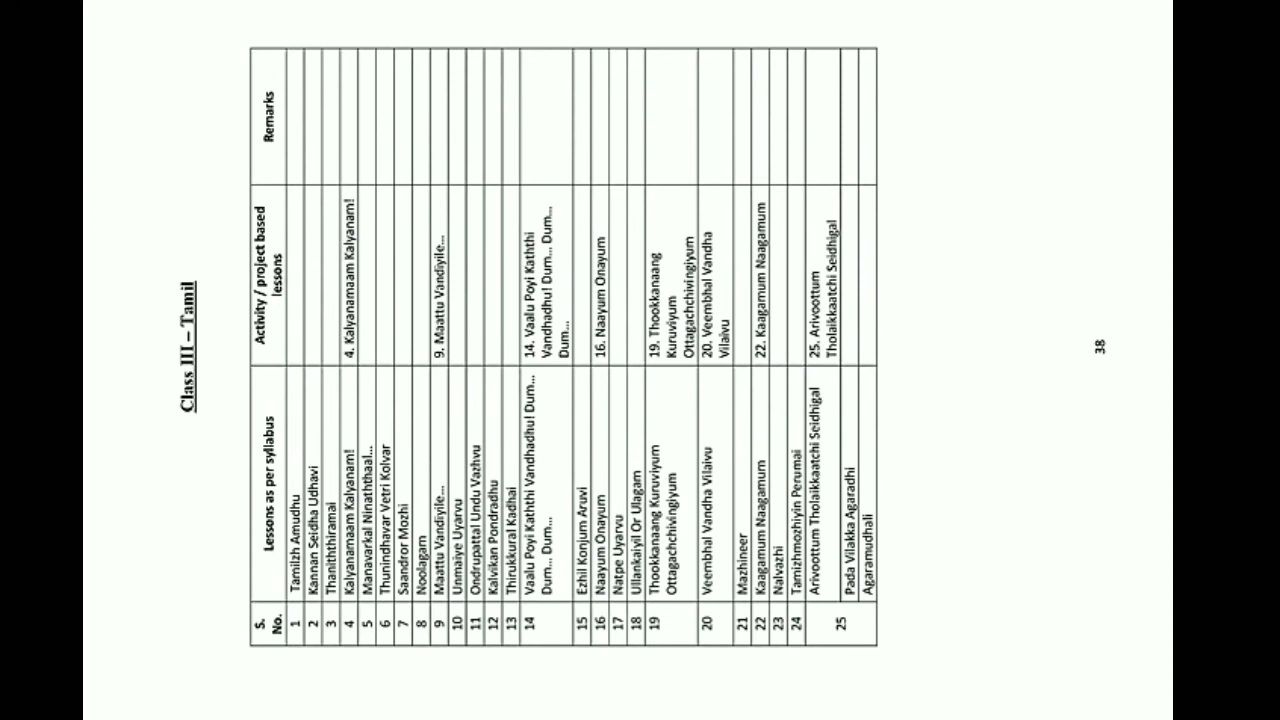 Class III – Tamil
S. No. Lessons as per syllabus Activity / project based lessons Remarks
1 Tamilzh Amudhu
2 Kannan Seidha Udhavi
3 Thaniththiramai
4 Kalyanamaam Kalyanam! 4. Kalyanamaam Kalyanam!
5 Manavarkal Ninaththaal...
6 Thunindhavar Vetri Kolvar
7 Saandror Mozhi
8 Noolagam
9 Maattu Vandiyile... 9. Maattu Vandiyile...
10 Unmaiye Uyarvu
11 Ondrupattal Undu Vazhvu
12 Kalvikan Pondradhu
13 Thirukkural Kadhai
14 Vaalu Poyi Kaththi Vandhadhu! Dum...
Dum... Dum...
14. Vaalu Poyi Kaththi
Vandhadhu! Dum... Dum...
Dum...
15 Ezhil Konjum Aruvi
16 Naayum Onayum 16. Naayum Onayum
17 Natpe Uyarvu
18 Ullankaiyil Or Ulagam
19 Thookkanaang Kuruviyum
Ottagachchivingiyum
19. Thookkanaang
Kuruviyum
Ottagachchivingiyum
20 Veembhal Vandha Vilaivu
20. Veembhal Vandha
Vilaivu
21 Mazhineer
22 Kaagamum Naagamum 22. Kaagamum Naagamum
23 Nalvazhi
24 Tamizhmozhiyin Perumai
25 Arivoottum Tholaikkaatchi Seidhigal
25. Arivoottum
Tholaikkaatchi Seidhigal
Pada Vilakka Agaradhi
Agaramudhali
38